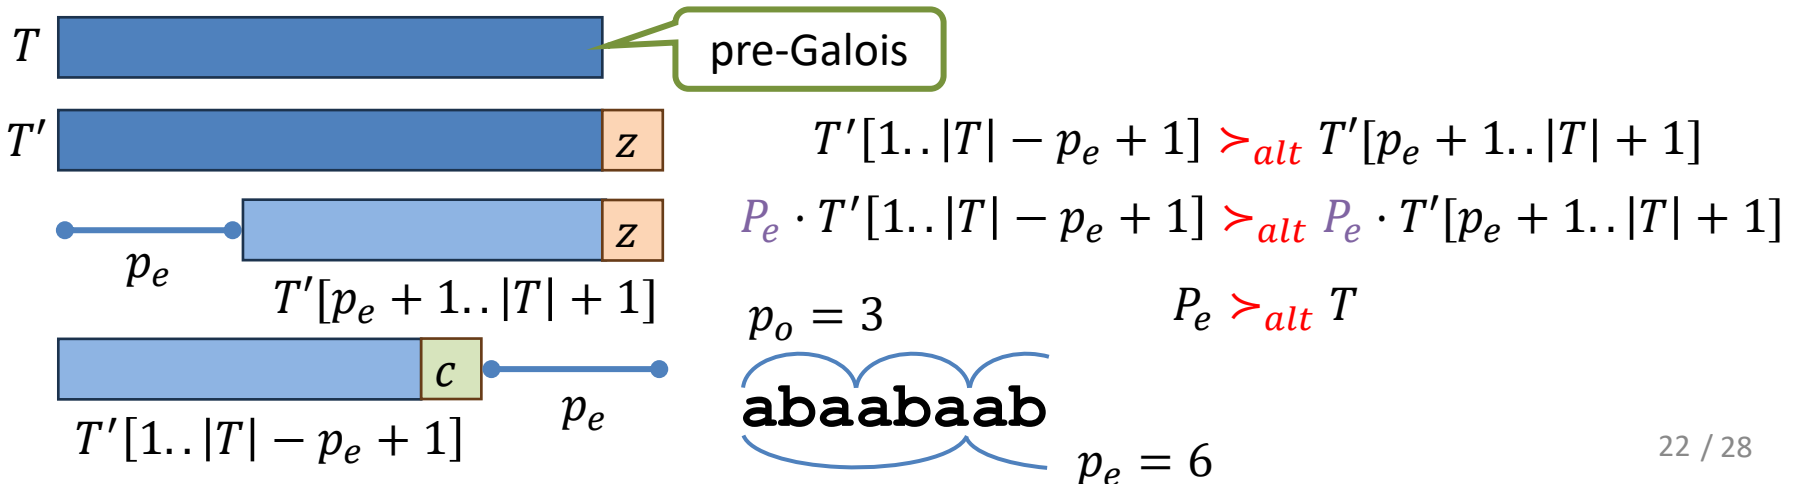 T
pre-Galois
T′ z
z
p_e
T′[p_e + 1..|T| + 1]
c
p_e
T′[1..|T| − p_e + 1]
T′[1..|T| − p_e + 1] ≻_alt T′[p_e + 1..|T| + 1]
P_e · T′[1..|T| − p_e + 1] ≻_alt P_e · T′[p_e + 1..|T| + 1]
P_e ≻_alt T
p_o = 3
abaabaab
p_e = 6
22 / 28